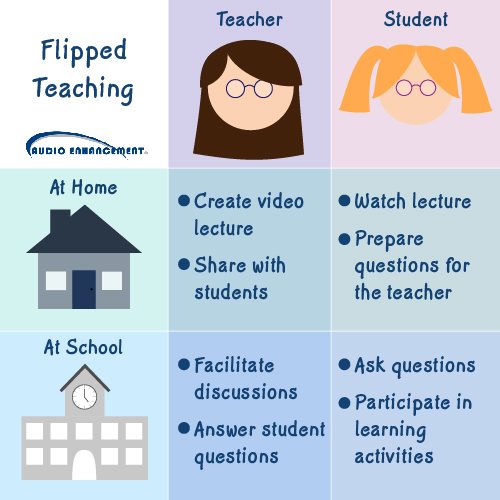 Flipped
Teaching
AUDIO ENHANCEMENT
Teacher
Student
At Home
• Create video
lecture
• Share with
students
• Watch lecture
• Prepare
questions for
the teacher
At School
• Facilitate
discussions
• Answer student
questions
• Ask questions
• Participate in
learning
activities